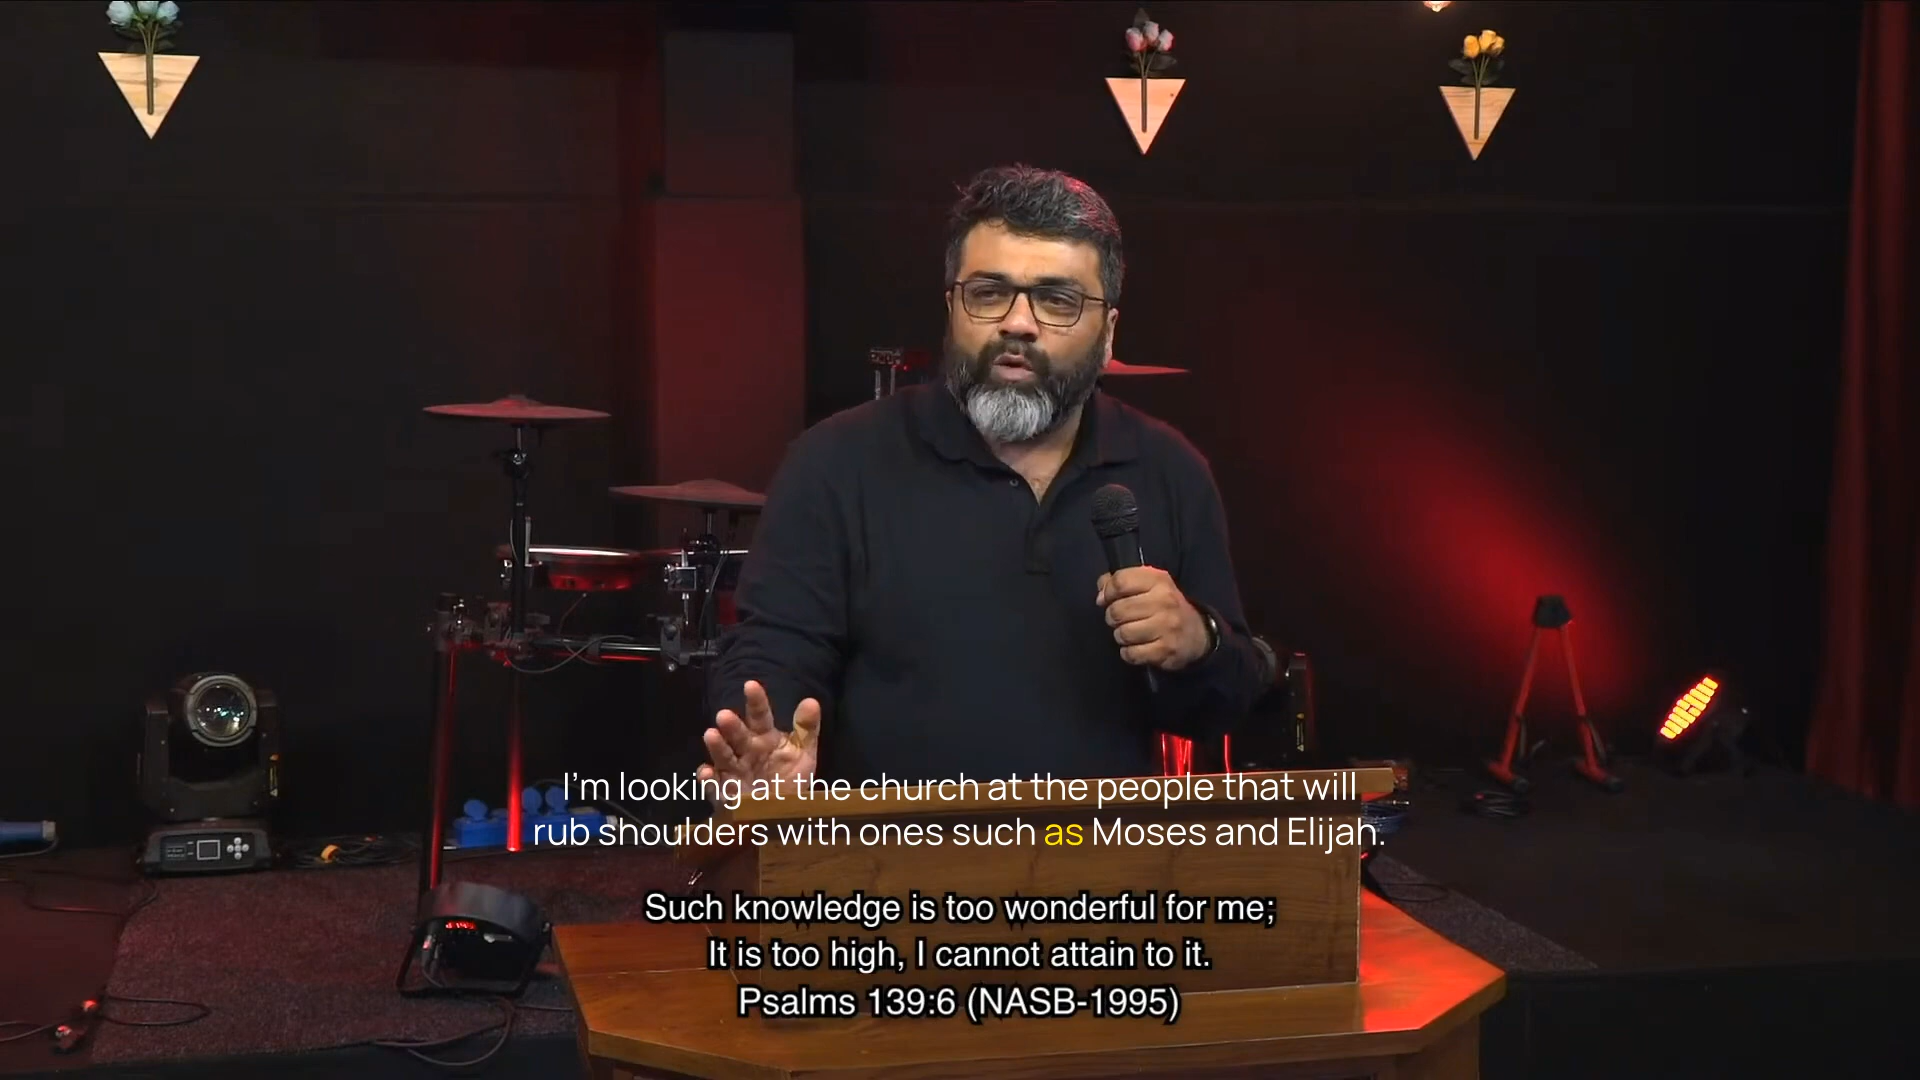 I'm looking at the church at the people that will
rub shoulders with ones such as Moses and Elijah.
Such knowledge is too wonderful for me;
It is too high, I cannot attain to it.
Psalms 139:6 (NASB-1995)